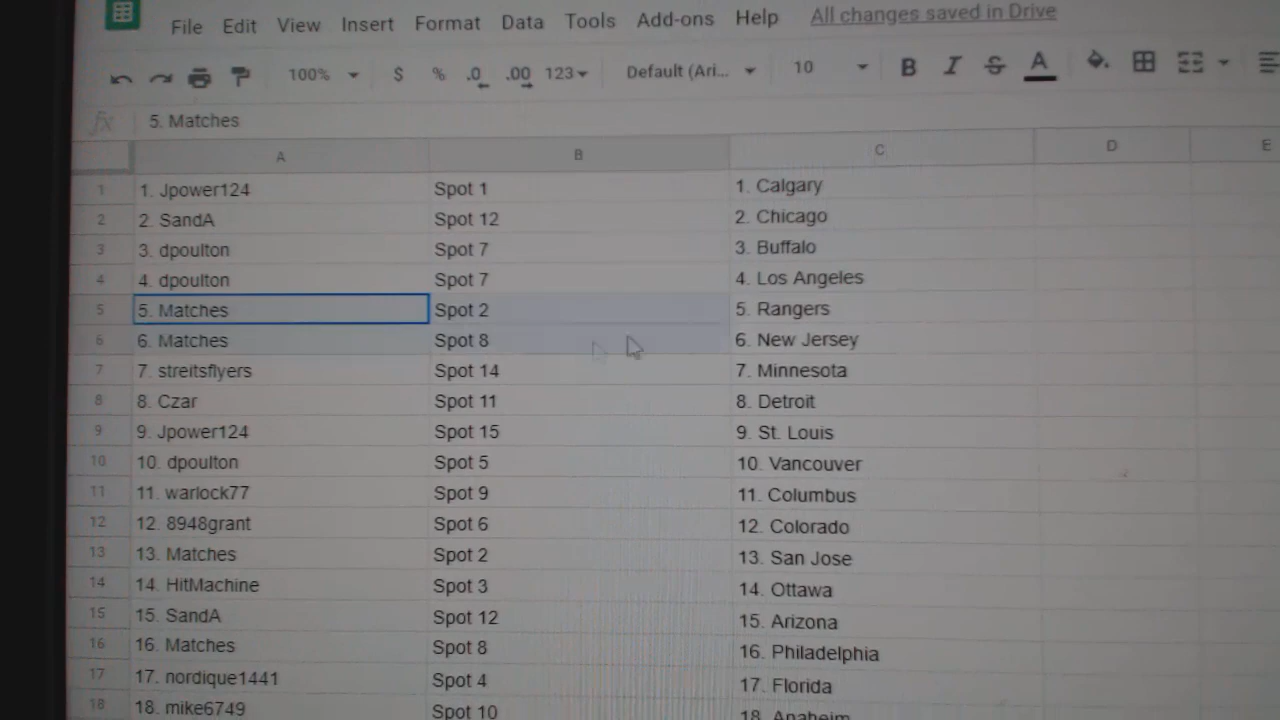 File Edit View Insert Format Data Tools Add-ons Help All changes saved in Drive
100% $ % .0 .00 123 Default (Ari... 10 B I S A
fx 5. Matches
A B C D E
1 1. Jpower124 Spot 1 1. Calgary
2 2. SandA Spot 12 2. Chicago
3 3. dpoulton Spot 7 3. Buffalo
4 4. dpoulton Spot 7 4. Los Angeles
5 5. Matches Spot 2 5. Rangers
6 6. Matches Spot 8 6. New Jersey
7 7. streitsflyers Spot 14 7. Minnesota
8 8. Czar Spot 11 8. Detroit
9 9. Jpower124 Spot 15 9. St. Louis
10 10. dpoulton Spot 5 10. Vancouver
11 11. warlock77 Spot 9 11. Columbus
12 12. 8948grant Spot 6 12. Colorado
13 13. Matches Spot 2 13. San Jose
14 14. HitMachine Spot 3 14. Ottawa
15 15. SandA Spot 12 15. Arizona
16 16. Matches Spot 8 16. Philadelphia
17 17. nordique1441 Spot 4 17. Florida
18 18. mike6749 Spot 10 18. Anaheim